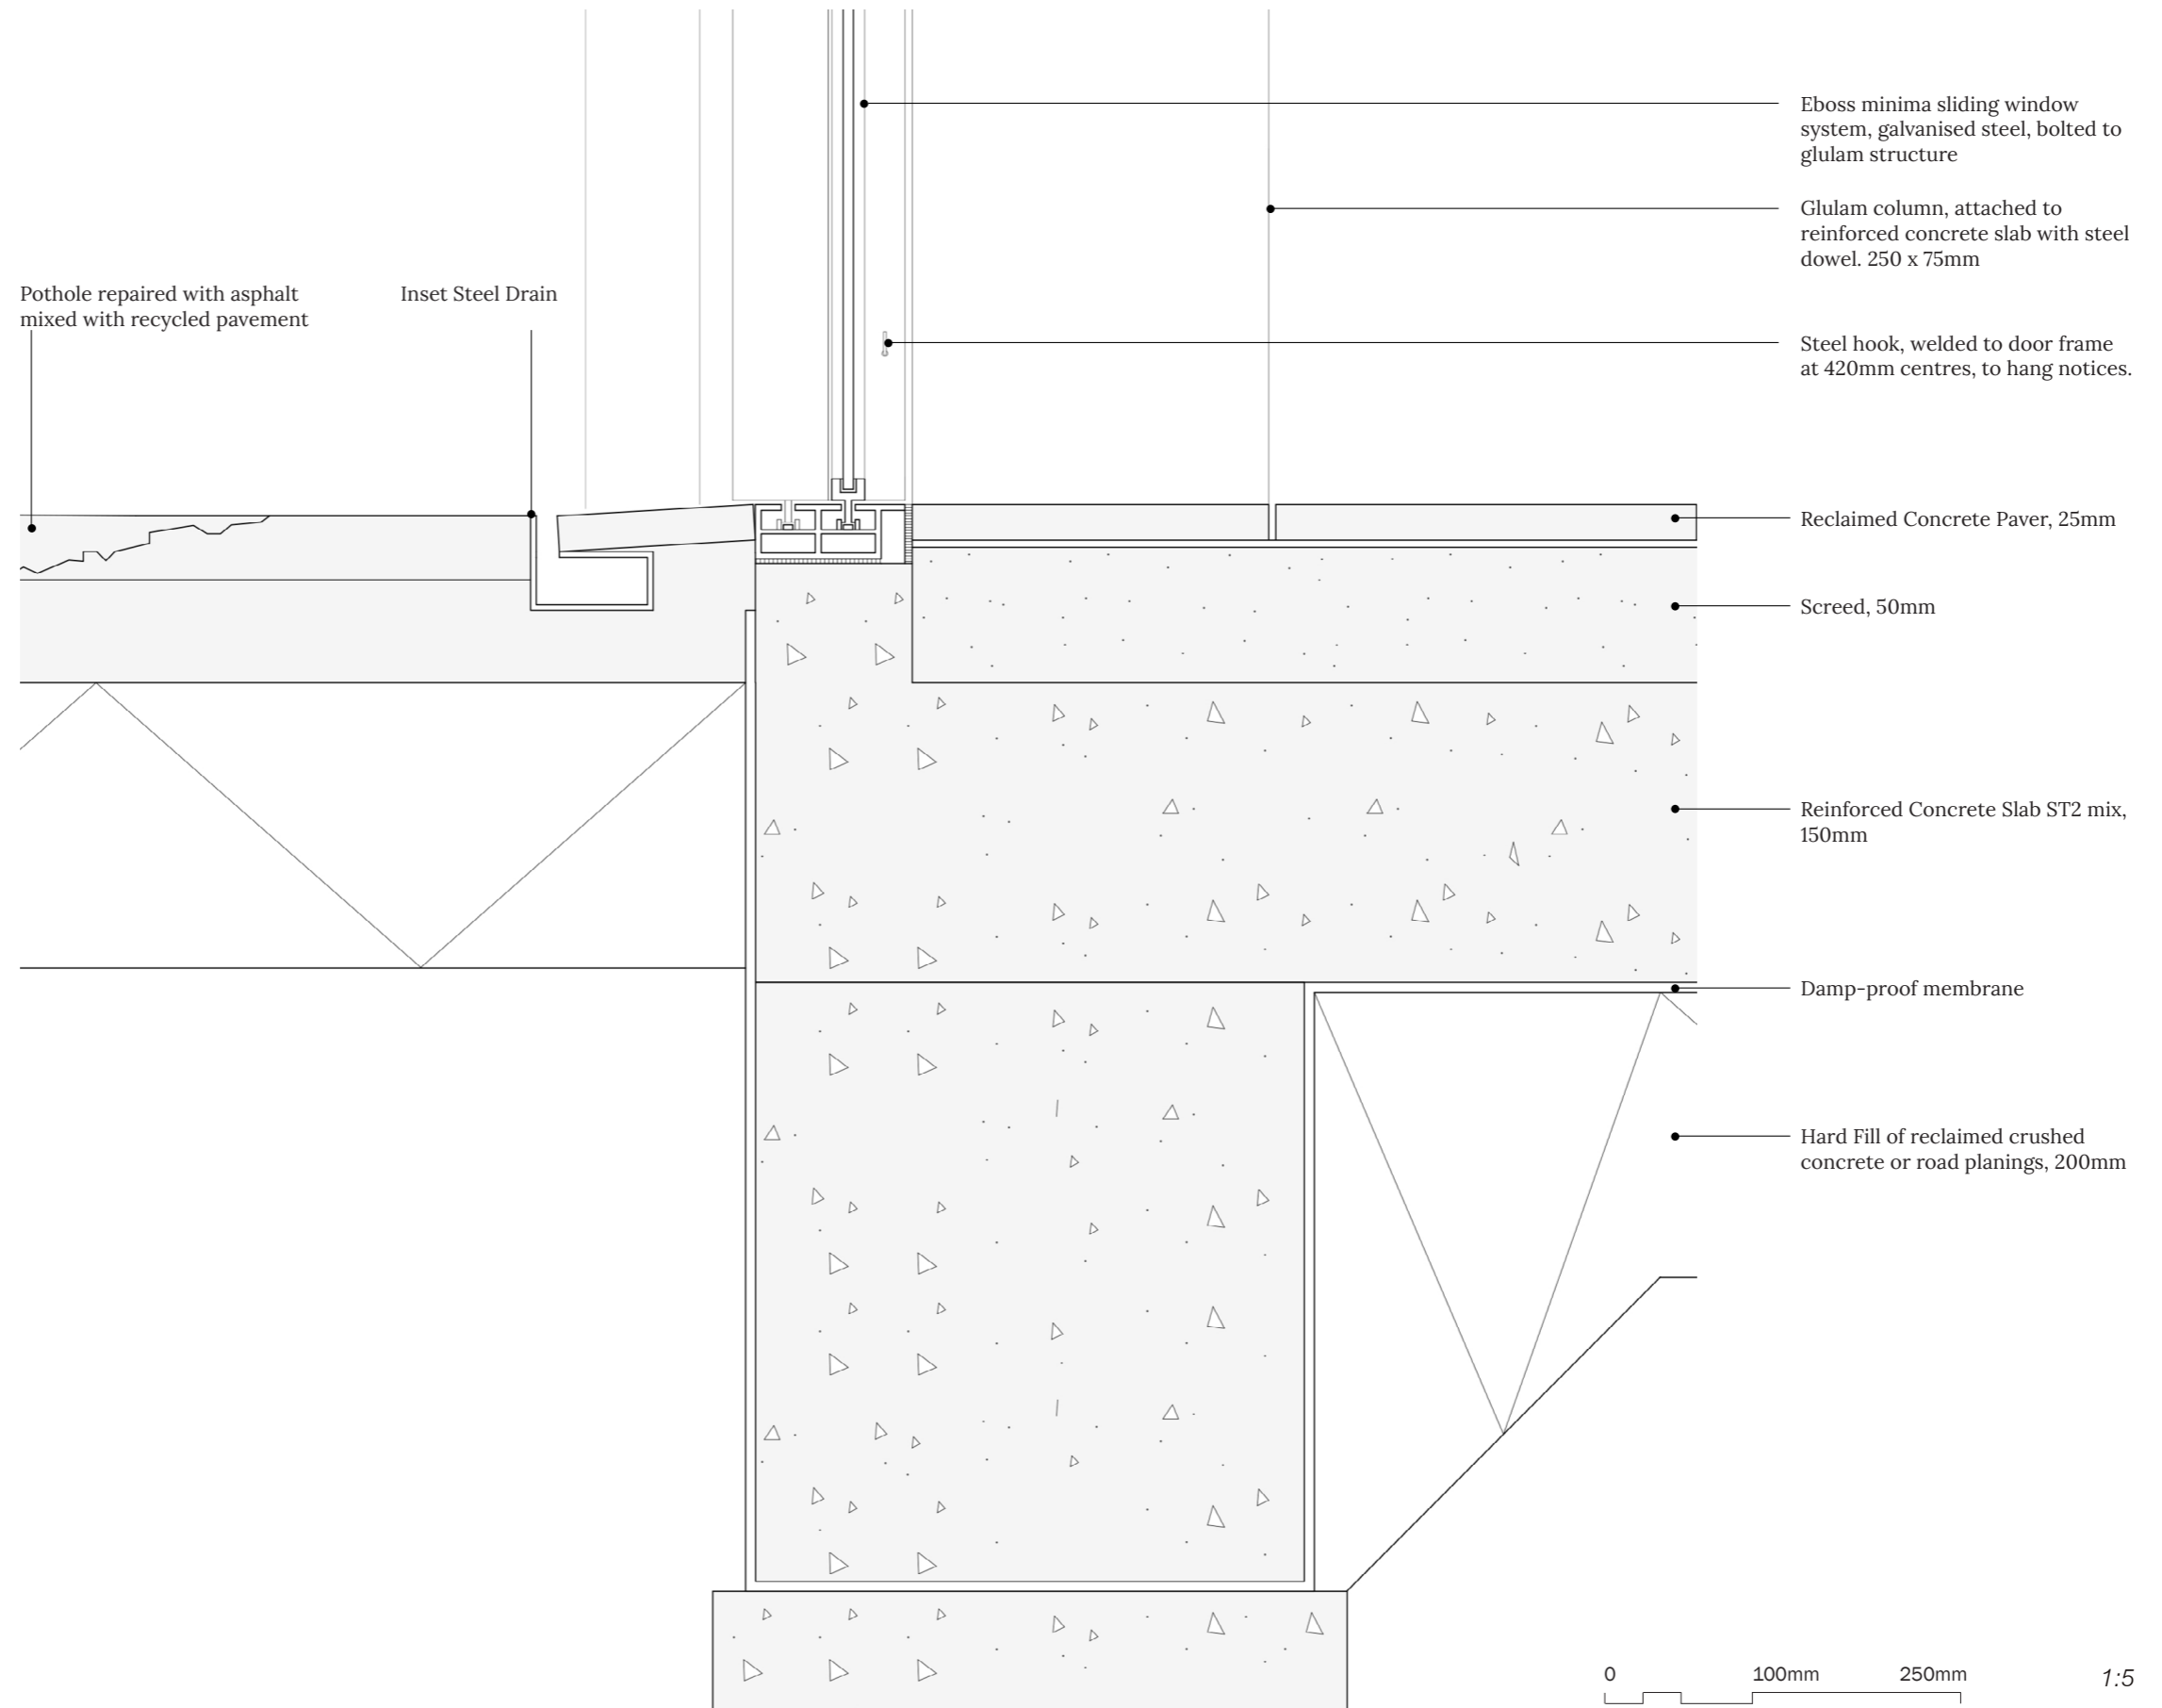 Eboss minima sliding window
system, galvanised steel, bolted to
glulam structure
Glulam column, attached to
reinforced concrete slab with steel
dowel. 250 x 75mm
Pothole repaired with asphalt
mixed with recycled pavement
Inset Steel Drain
Steel hook, welded to door frame
at 420mm centres, to hang notices.
Reclaimed Concrete Paver, 25mm
Screed, 50mm
Reinforced Concrete Slab ST2 mix,
150mm
Damp-proof membrane
Hard Fill of reclaimed crushed
concrete or road planings, 200mm
0 100mm 250mm
1:5